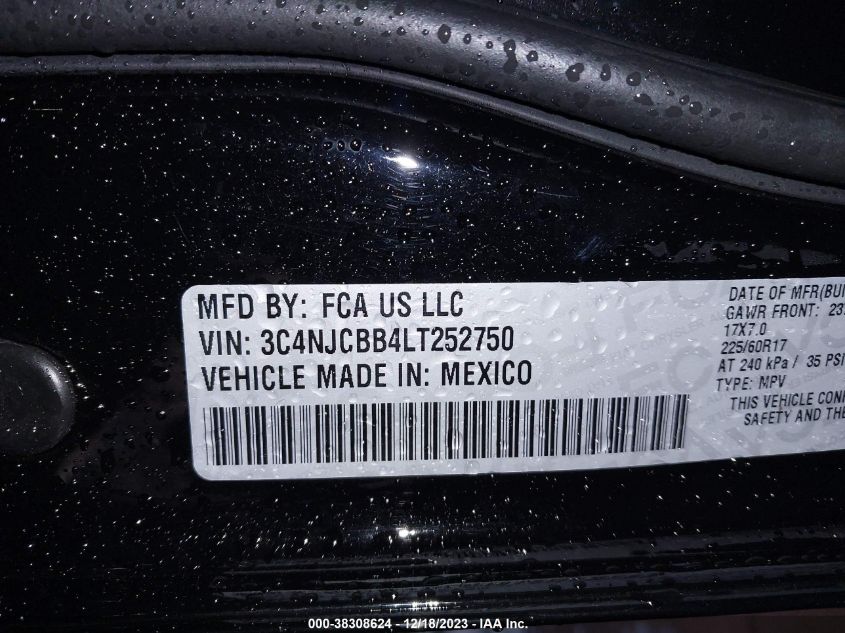 MFD BY: FCA US LLC
VIN: 3C4NJCBB4LT252750
VEHICLE MADE IN: MEXICO
DATE OF MFR(BUI
GAWR FRONT: 23
17X7.0
225/60R17
AT 240 kPa / 35 PSI
TYPE: MPV
THIS VEHICLE CONF
SAFETY AND THE
000-38308624 - 12/18/2023 - IAA Inc.